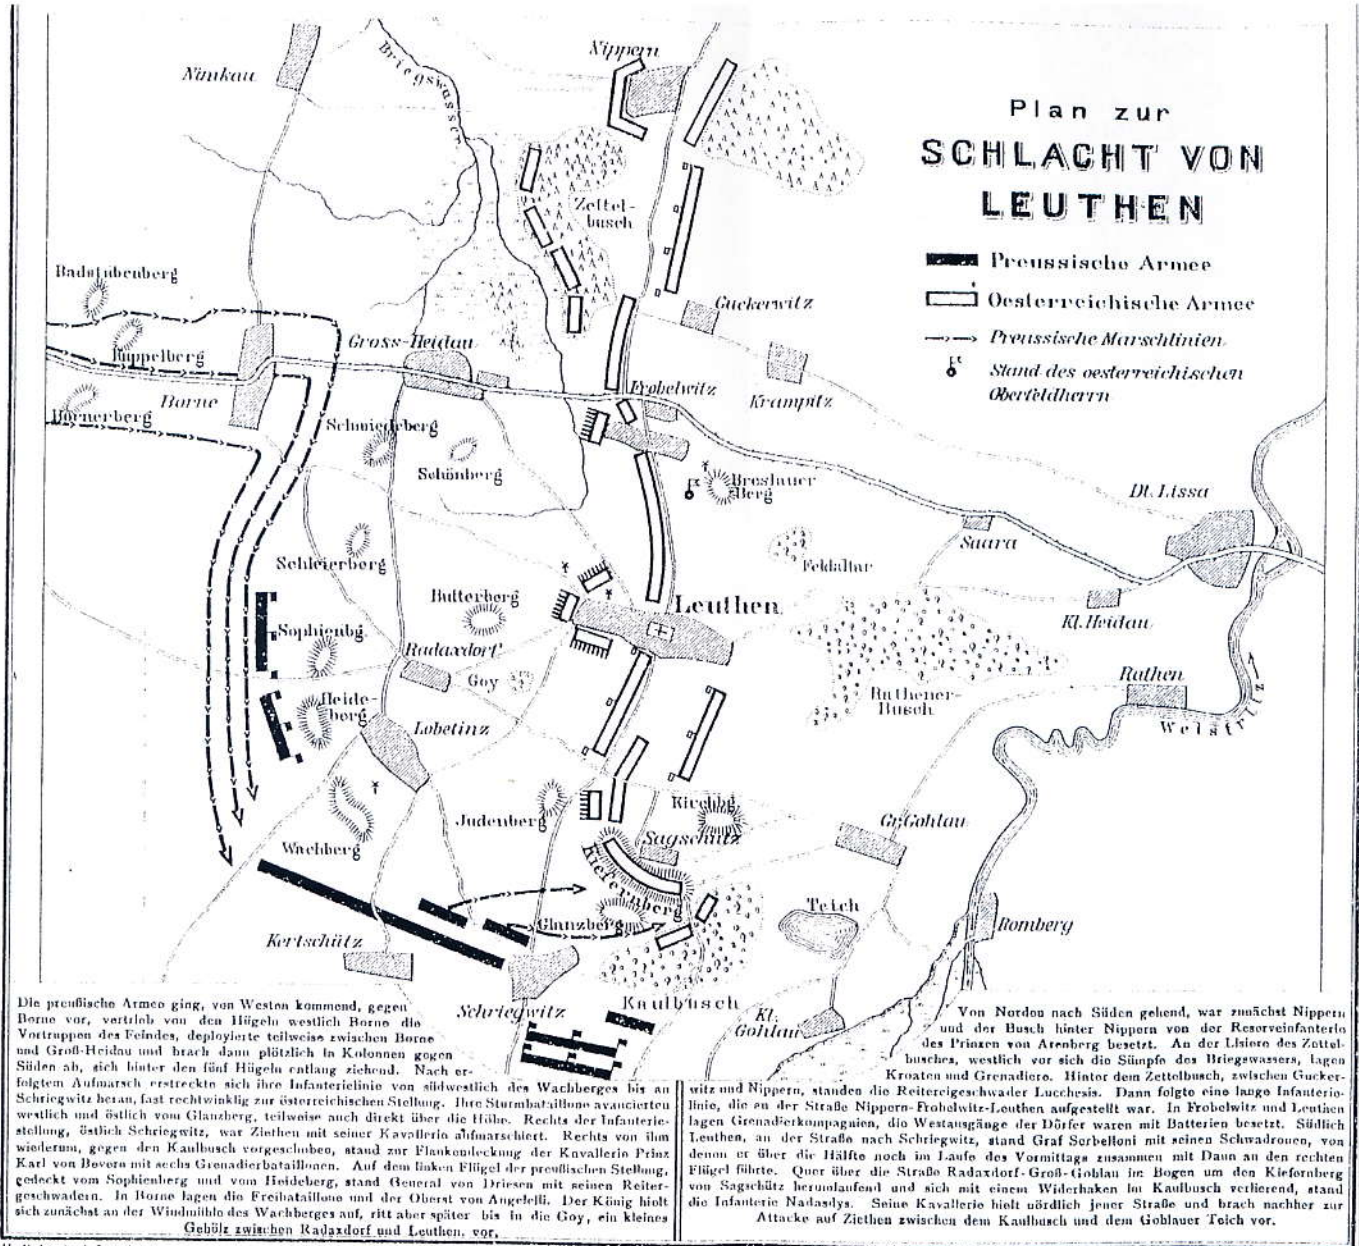 Plan zur
SCHLACHT VON
LEUTHEN
Preussische Armee
Oesterreichische Armee
Preussische Marschlinien
Stand des oesterreichischen
Oberfeldherrn
Nimkau
Briegswasser
Nippern
Zettel-
busch
Badstübenberg
Guckerwitz
Gross-Heidau
Borne
Bornerberg
Frobelwitz
Krampitz
Schmiedeberg
Schönberg
Breslauer
Berg
Dt. Lissa
Saara
Schleierberg
Feldaltar
Butterberg
Leuthen
Kl. Heidau
Sophienbg.
Radaxdorf
Goy
Rathener-
Busch
Rathen
Heide-
berg
Lobetinz
Weistritz
Judenberg
Kirchbg.
Gr. Gohlau
Wachberg
Sagschütz
Kiefernberg
Glanzberg
Teich
Romberg
Kertschütz
Schriegwitz
Kaulbusch
Kl.
Gohlau
Die preußische Armee ging, von Westen kommend, gegen
Borne vor, vertrieb von den Hügeln westlich Borne die
Vortruppen des Feindes, deployierte teilweise zwischen Borne
und Groß-Heidau und brach dann plötzlich in Kolonnen gegen
Süden ab, sich hinter den fünf Hügeln entlang ziehend. Nach er-
folgtem Aufmarsch erstreckte sich ihre Infanterielinie von südwestlich des Wachberges bis an
Schriegwitz heran, fast rechtwinklig zur österreichischen Stellung. Ihre Sturmbataillone avancierten
westlich und östlich vom Glanzberg, teilweise auch direkt über die Höhe. Rechts der Infanterie-
stellung, östlich Schriegwitz, war Ziethen mit seiner Kavallerie aufmarschiert. Rechts von ihm
wiederum, gegen den Kaulbusch vorgeschoben, stand zur Flankendeckung der Kavallerie Prinz
Karl von Bevern mit sechs Grenadierbataillonen. Auf dem linken Flügel der preußischen Stellung,
gedeckt vom Sophienberg und vom Heideberg, stand General von Driesen mit seinen Reiter-
geschwadern. In Borne lagen die Freibataillone und der Oberst von Angelelli. Der König hielt
sich zunächst an der Windmühle des Wachberges auf, ritt aber später bis in die Goy, ein kleines
Gehölz zwischen Radaxdorf und Leuthen, vor.
Von Norden nach Süden gehend, war zunächst Nippern
und der Busch hinter Nippern von der Reserveinfanterie
des Prinzen von Arenberg besetzt. An der Lisiere des Zettel-
busches, westlich vor sich die Sümpfe des Briegswassers, lagen
Kroaten und Grenadiere. Hinter dem Zettelbusch, zwischen Gucker-
witz und Nippern, standen die Reitergeschwader Lucchesis. Dann folgte eine lange Infanterie-
linie, die an der Straße Nippern-Frobelwitz-Leuthen aufgestellt war. In Frobelwitz und Leuthen
lagen Grenadierkompagnien, die Westausgänge der Dörfer waren mit Batterien besetzt. Südlich
Leuthen, an der Straße nach Schriegwitz, stand Graf Serbelloni mit seinen Schwadronen, von
denen er über die Hälfte noch im Laufe des Vormittags zusammen mit Daun an den rechten
Flügel führte. Quer über die Straße Radaxdorf-Groß-Gohlau im Bogen um den Kiefernberg
von Sagschütz herumlaufend und sich mit einem Widerhaken im Kaulbusch verlierend, stand
die Infanterie Nadasdys. Seine Kavallerie hielt nördlich jener Straße und brach nachher zur
Attacke auf Ziethen zwischen dem Kaulbusch und dem Gohlauer Teich vor.